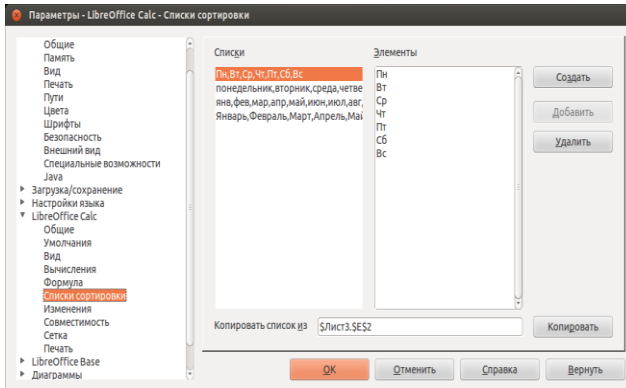 Параметры - LibreOffice Calc - Списки сортировки
Общие
Память
Вид
Печать
Пути
Цвета
Шрифты
Безопасность
Внешний вид
Специальные возможности
Java
Загрузка/сохранение
Настройки языка
LibreOffice Calc
Общие
Умолчания
Вид
Вычисления
Формула
Списки сортировки
Изменения
Совместимость
Сетка
Печать
LibreOffice Base
Диаграммы
Списки
Пн,Вт,Ср,Чт,Пт,Сб,Вс
понедельник,вторник,среда,четве
янв,фев,мар,апр,май,июн,июл,авг,
Январь,Февраль,Март,Апрель,Май
Элементы
Пн
Вт
Ср
Чт
Пт
Сб
Вс
Создать
Добавить
Удалить
Копировать список из $Лист3.$E$2 Копировать
OK Отменить Справка Вернуть